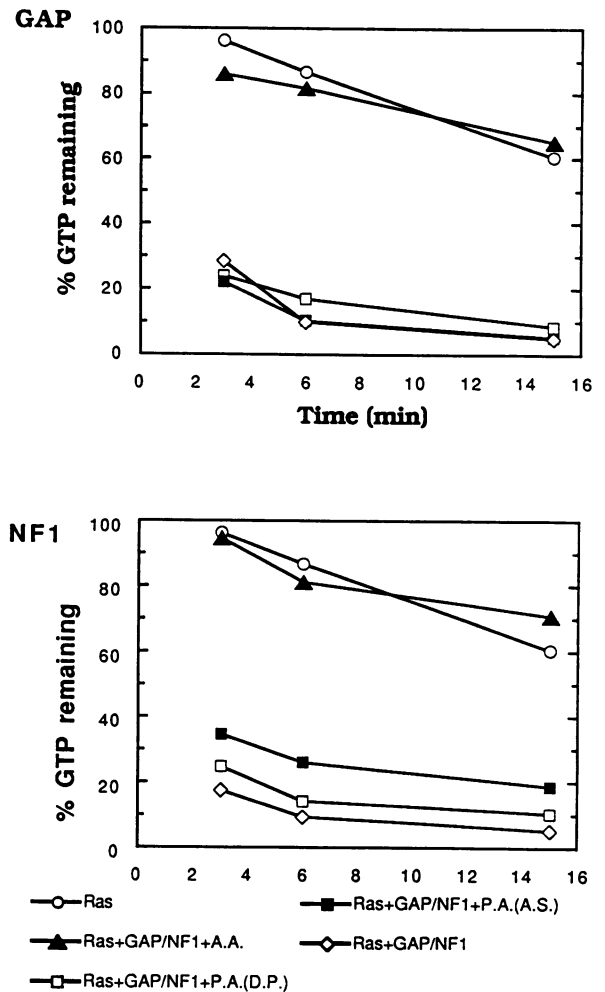 GAP
% GTP remaining
100
80
60
40
20
0
0 2 4 6 8 10 12 14 16
Time (min)
NF1
% GTP remaining
100
80
60
40
20
0
0 2 4 6 8 10 12 14 16
Ras
Ras+GAP/NF1+P.A.(A.S.)
Ras+GAP/NF1+A.A.
Ras+GAP/NF1
Ras+GAP/NF1+P.A.(D.P.)